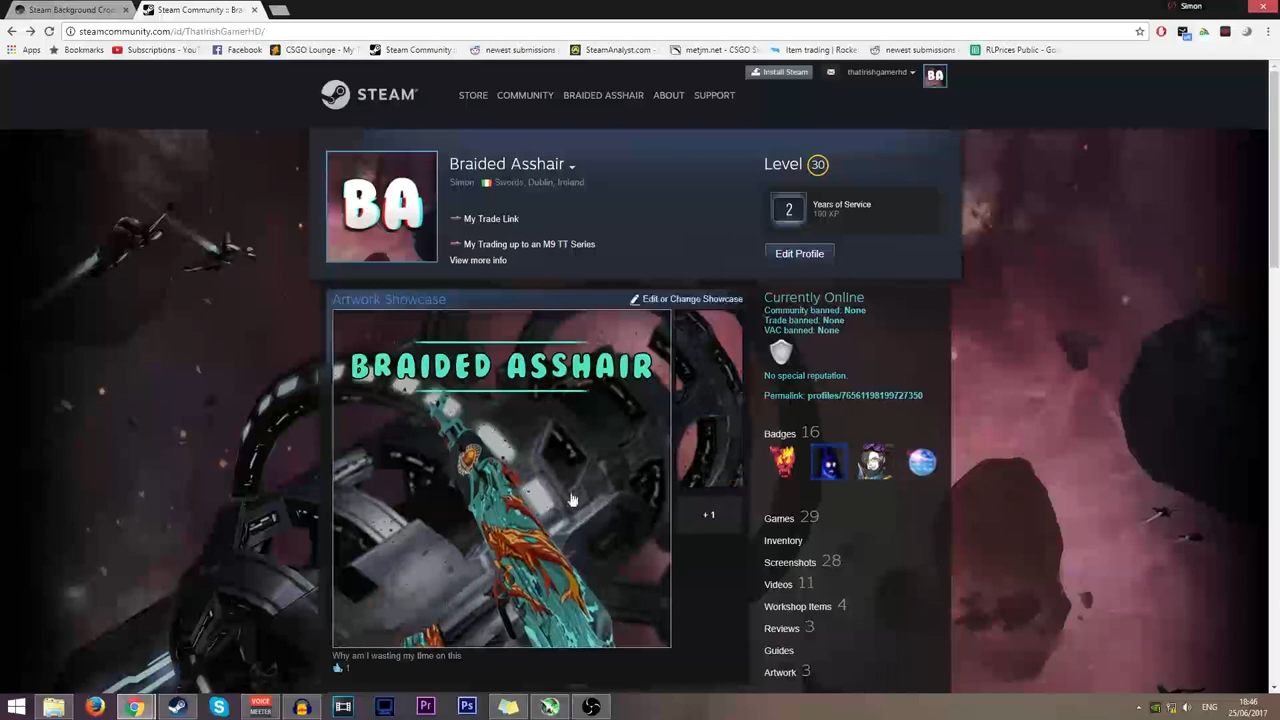 Steam Background Cro
Steam Community :: Bra
Simon
steamcommunity.com/id/ThatIrishGamerHD/
Apps
Bookmarks
Subscriptions - YouT
Facebook
CSGO Lounge - My T
Steam Community ::
newest submissions
SteamAnalyst.com - 
metjm.net - CSGO S
Item trading | Rocke
newest submissions
RLPrices Public - Go
Install Steam
thatirishgamerhd
BA
STEAM
STORE COMMUNITY BRAIDED ASSHAIR ABOUT SUPPORT
BA
Braided Asshair
Simon Swords, Dublin, Ireland
My Trade Link
My Trading up to an M9 TT Series
View more info
Level 30
2
Years of Service
100 XP
Edit Profile
Artwork Showcase
Edit or Change Showcase
BRAIDED ASSHAIR
+ 1
Why am I wasting my time on this
1
Currently Online
Community banned: None
Trade banned: None
VAC banned: None
No special reputation.
Permalink: profiles/76561198199727350
Badges 16
Games 29
Inventory
Screenshots 28
Videos 11
Workshop Items 4
Reviews 3
Guides
Artwork 3
VOICE
MEETER
Pr
Ps
ENG
18:46
25/06/2017